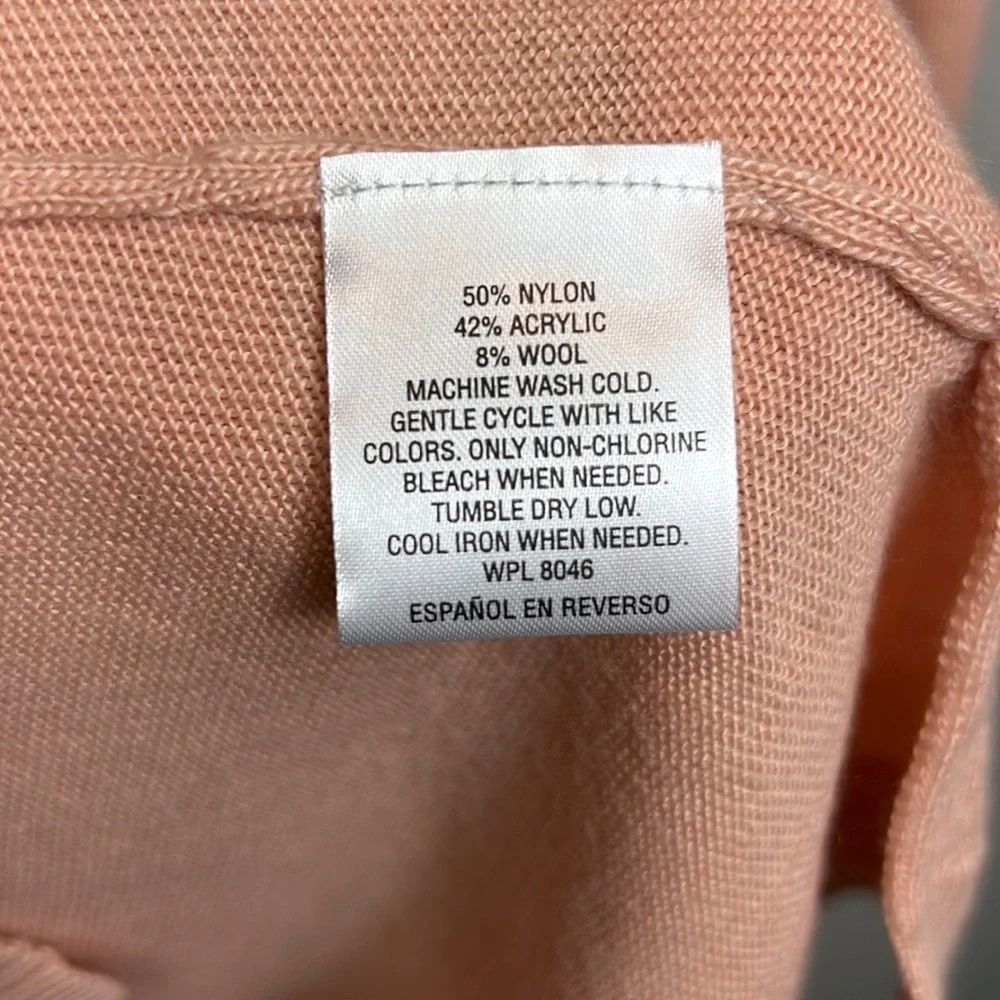 50% NYLON
42% ACRYLIC
8% WOOL
MACHINE WASH COLD.
GENTLE CYCLE WITH LIKE
COLORS. ONLY NON-CHLORINE
BLEACH WHEN NEEDED.
TUMBLE DRY LOW.
COOL IRON WHEN NEEDED.
WPL 8046
ESPAÑOL EN REVERSO